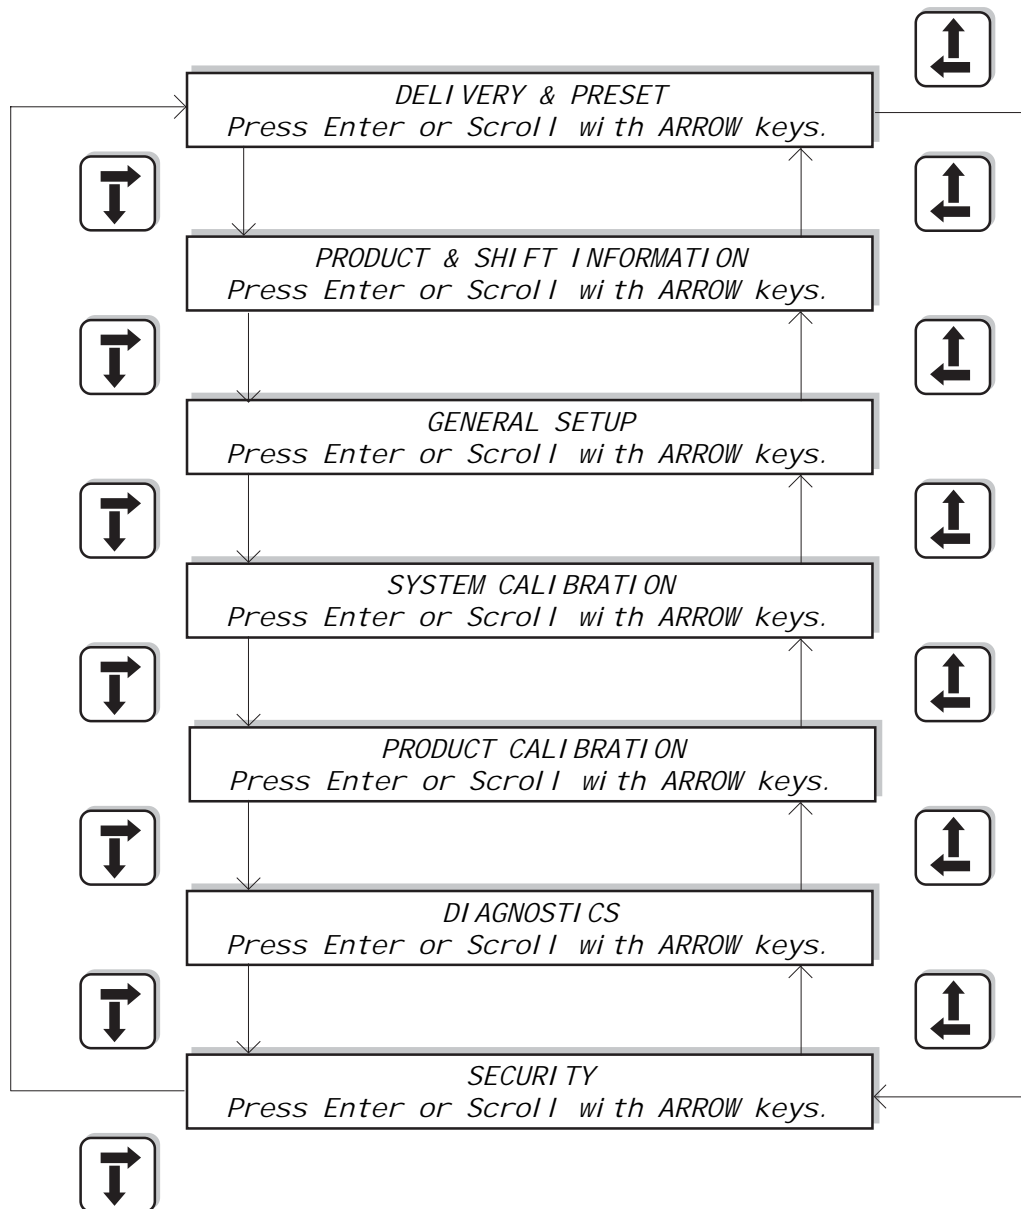 DELIVERY & PRESET
Press Enter or Scroll with ARROW keys.
PRODUCT & SHIFT INFORMATION
Press Enter or Scroll with ARROW keys.
GENERAL SETUP
Press Enter or Scroll with ARROW keys.
SYSTEM CALIBRATION
Press Enter or Scroll with ARROW keys.
PRODUCT CALIBRATION
Press Enter or Scroll with ARROW keys.
DIAGNOSTICS
Press Enter or Scroll with ARROW keys.
SECURITY
Press Enter or Scroll with ARROW keys.